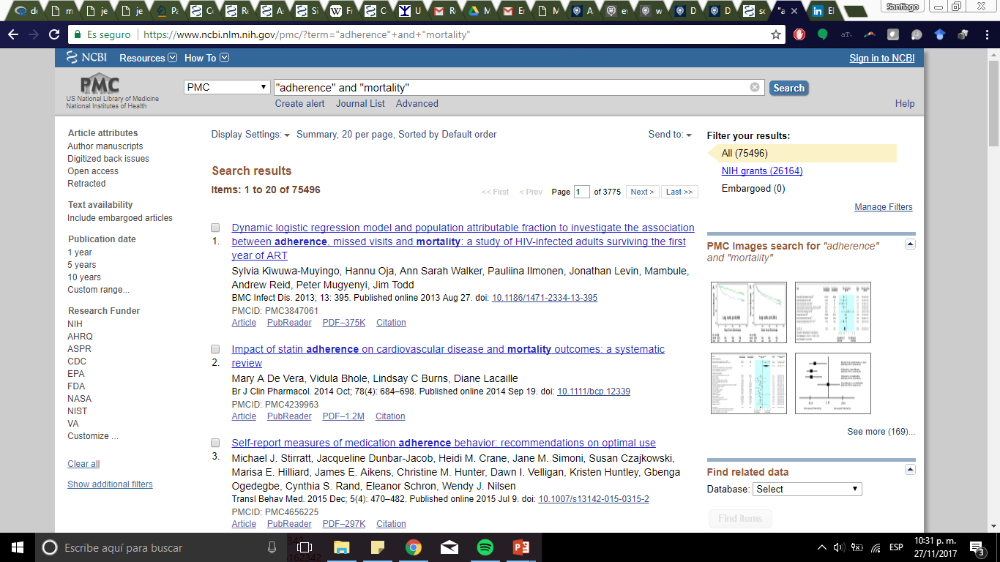 m
je
je
Pa
Co
Re
As
Si
Fr
Co
U
R
M
Er
M
A
ev
w
D
D
sc
"a
El
Santiago
Es seguro | https://www.ncbi.nlm.nih.gov/pmc/?term="adherence"+and+"mortality"
NCBI Resources How To Sign in to NCBI
PMC
US National Library of Medicine
National Institutes of Health
PMC "adherence" and "mortality" Search
Create alert Journal List Advanced Help
Article attributes
Author manuscripts
Digitized back issues
Open access
Retracted
Text availability
Include embargoed articles
Publication date
1 year
5 years
10 years
Custom range...
Research Funder
NIH
AHRQ
ASPR
CDC
EPA
FDA
NASA
NIST
VA
Customize ...
Clear all
Show additional filters
Display Settings: Summary, 20 per page, Sorted by Default order Send to:
Search results
Items: 1 to 20 of 75496
<< First < Prev Page 1 of 3775 Next > Last >>
1. Dynamic logistic regression model and population attributable fraction to investigate the association
between adherence, missed visits and mortality: a study of HIV-infected adults surviving the first
year of ART
Sylvia Kiwuwa-Muyingo, Hannu Oja, Ann Sarah Walker, Pauliina Ilmonen, Jonathan Levin, Mambule,
Andrew Reid, Peter Mugyenyi, Jim Todd
BMC Infect Dis. 2013; 13: 395. Published online 2013 Aug 27. doi: 10.1186/1471-2334-13-395
PMCID: PMC3847061
Article PubReader PDF–375K Citation
2. Impact of statin adherence on cardiovascular disease and mortality outcomes: a systematic
review
Mary A De Vera, Vidula Bhole, Lindsay C Burns, Diane Lacaille
Br J Clin Pharmacol. 2014 Oct; 78(4): 684–698. Published online 2014 Sep 19. doi: 10.1111/bcp.12339
PMCID: PMC4239963
Article PubReader PDF–1.2M Citation
3. Self-report measures of medication adherence behavior: recommendations on optimal use
Michael J. Stirratt, Jacqueline Dunbar-Jacob, Heidi M. Crane, Jane M. Simoni, Susan Czajkowski,
Marisa E. Hilliard, James E. Aikens, Christine M. Hunter, Dawn I. Velligan, Kristen Huntley, Gbenga
Ogedegbe, Cynthia S. Rand, Eleanor Schron, Wendy J. Nilsen
Transl Behav Med. 2015 Dec; 5(4): 470–482. Published online 2015 Jul 9. doi: 10.1007/s13142-015-0315-2
PMCID: PMC4656225
Article PubReader PDF–297K Citation
Filter your results:
All (75496)
NIH grants (26164)
Embargoed (0)
Manage Filters
PMC Images search for "adherence"
and "mortality"
See more (169)...
Find related data
Database: Select
Find items
Escribe aquí para buscar
ESP
10:31 p. m.
27/11/2017
3